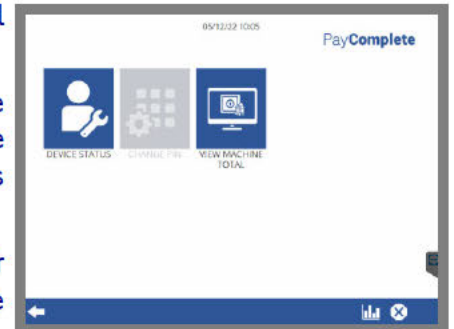 05/12/22 10:05
PayComplete
DEVICE STATUS
CHANGE PIN
VIEW MACHINE
TOTAL